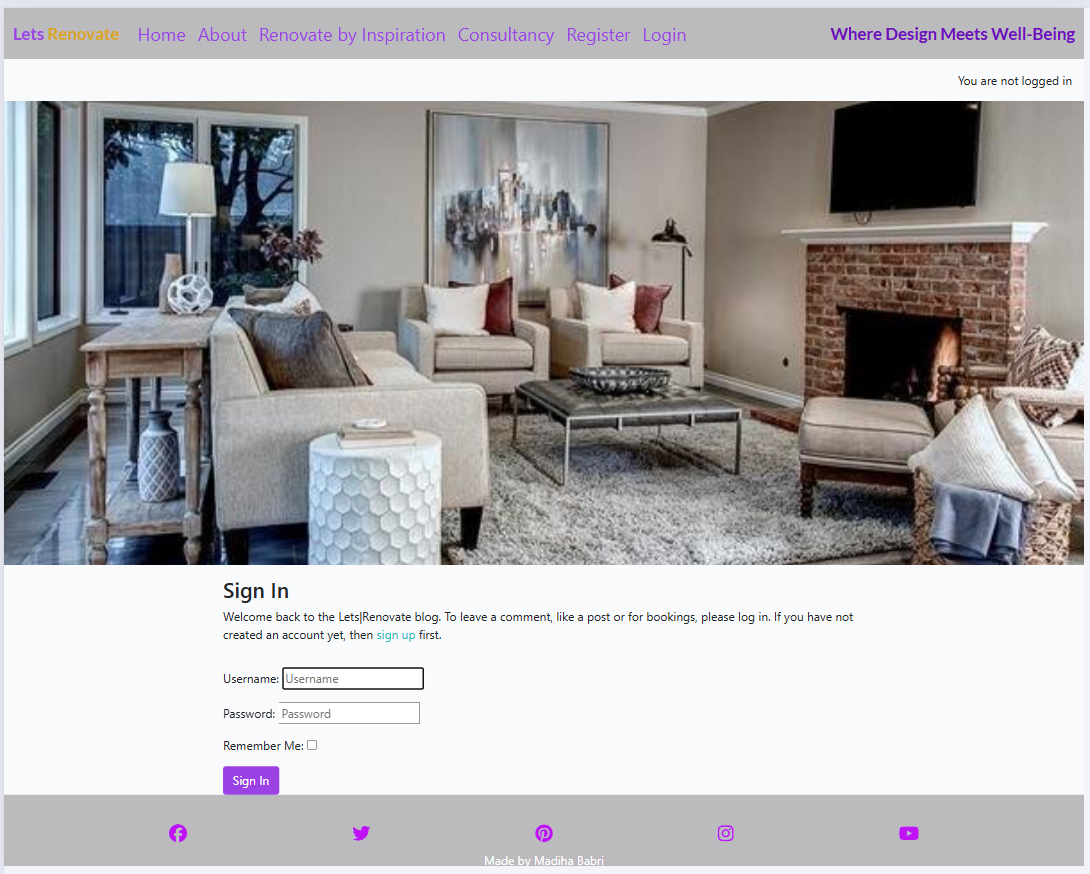 Lets Renovate Home About Renovate by Inspiration Consultancy Register Login Where Design Meets Well-Being
You are not logged in
Sign In
Welcome back to the Lets|Renovate blog. To leave a comment, like a post or for bookings, please log in. If you have not
created an account yet, then sign up first.
Username: Username
Password: Password
Remember Me:
Sign In
Made by Madiha Babri